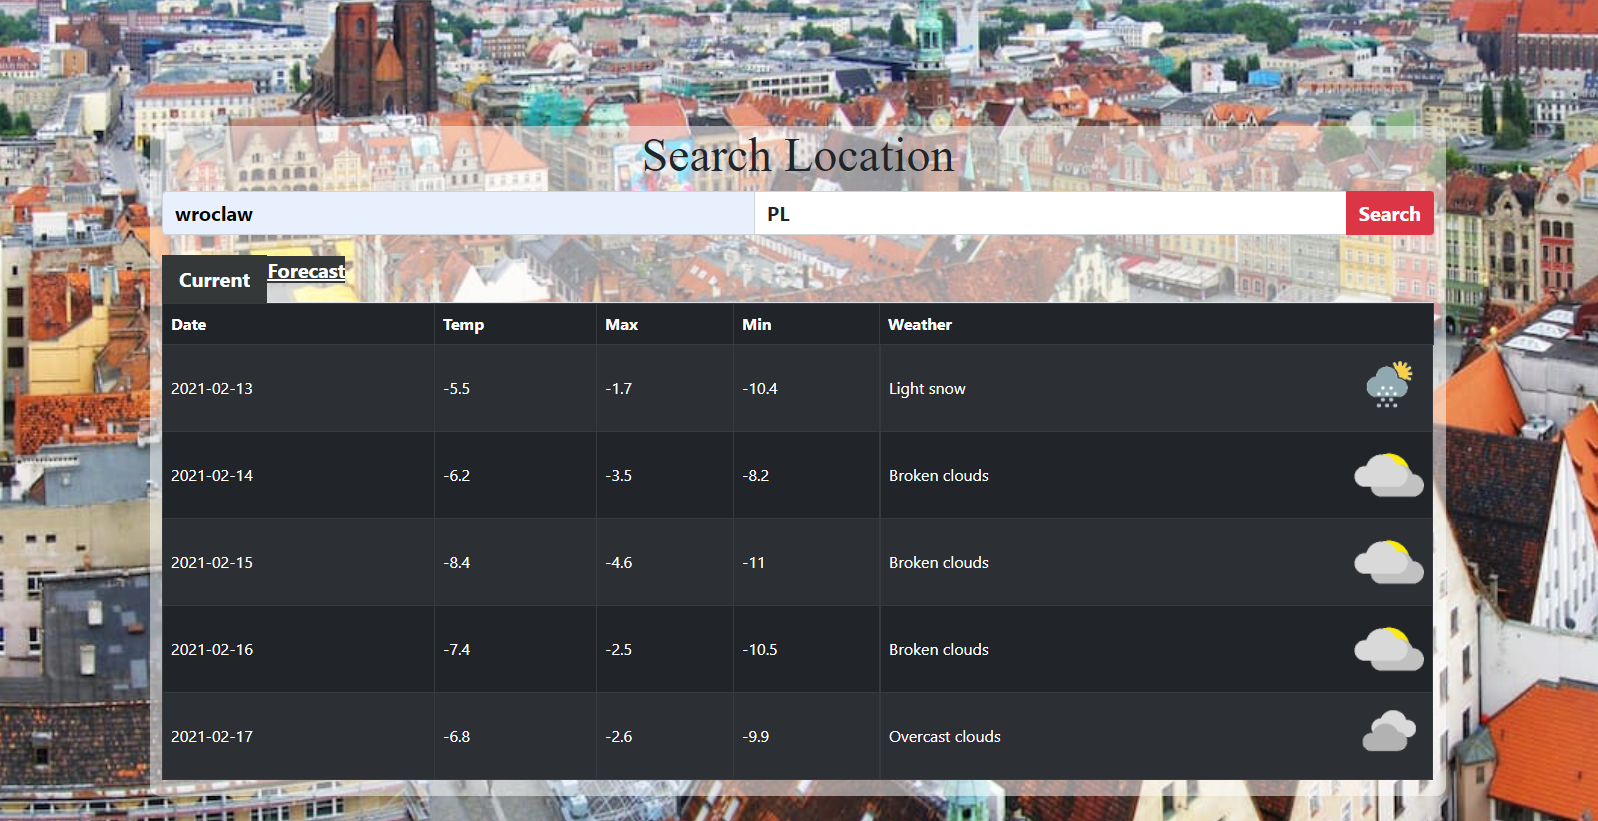 Search Location
wroclaw PL Search
Current Forecast
Date Temp Max Min Weather
2021-02-13 -5.5 -1.7 -10.4 Light snow
2021-02-14 -6.2 -3.5 -8.2 Broken clouds
2021-02-15 -8.4 -4.6 -11 Broken clouds
2021-02-16 -7.4 -2.5 -10.5 Broken clouds
2021-02-17 -6.8 -2.6 -9.9 Overcast clouds